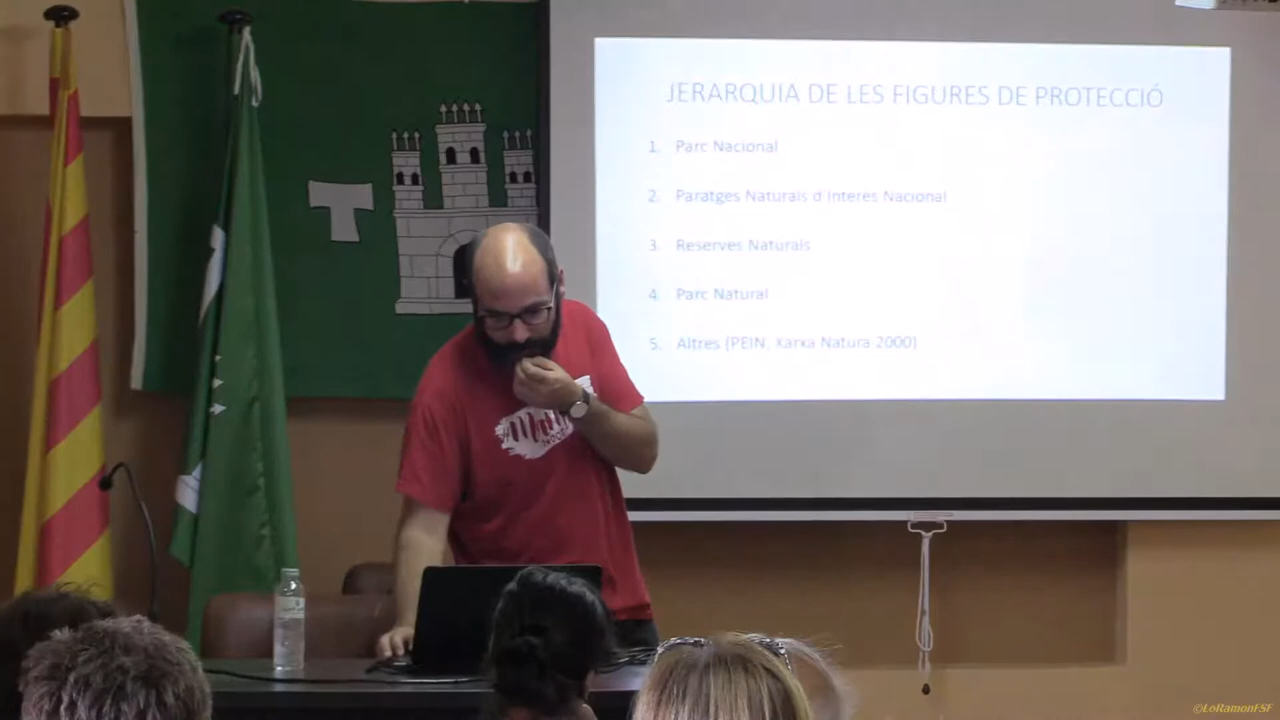 JERARQUIA DE LES FIGURES DE PROTECCIÓ
1. Parc Nacional
2. Paratges Naturals d'Interes Nacional
3. Reserves Naturals
4. Parc Natural
5. Altres (PEIN, Xarxa Natura 2000)
©LoRamonFSF